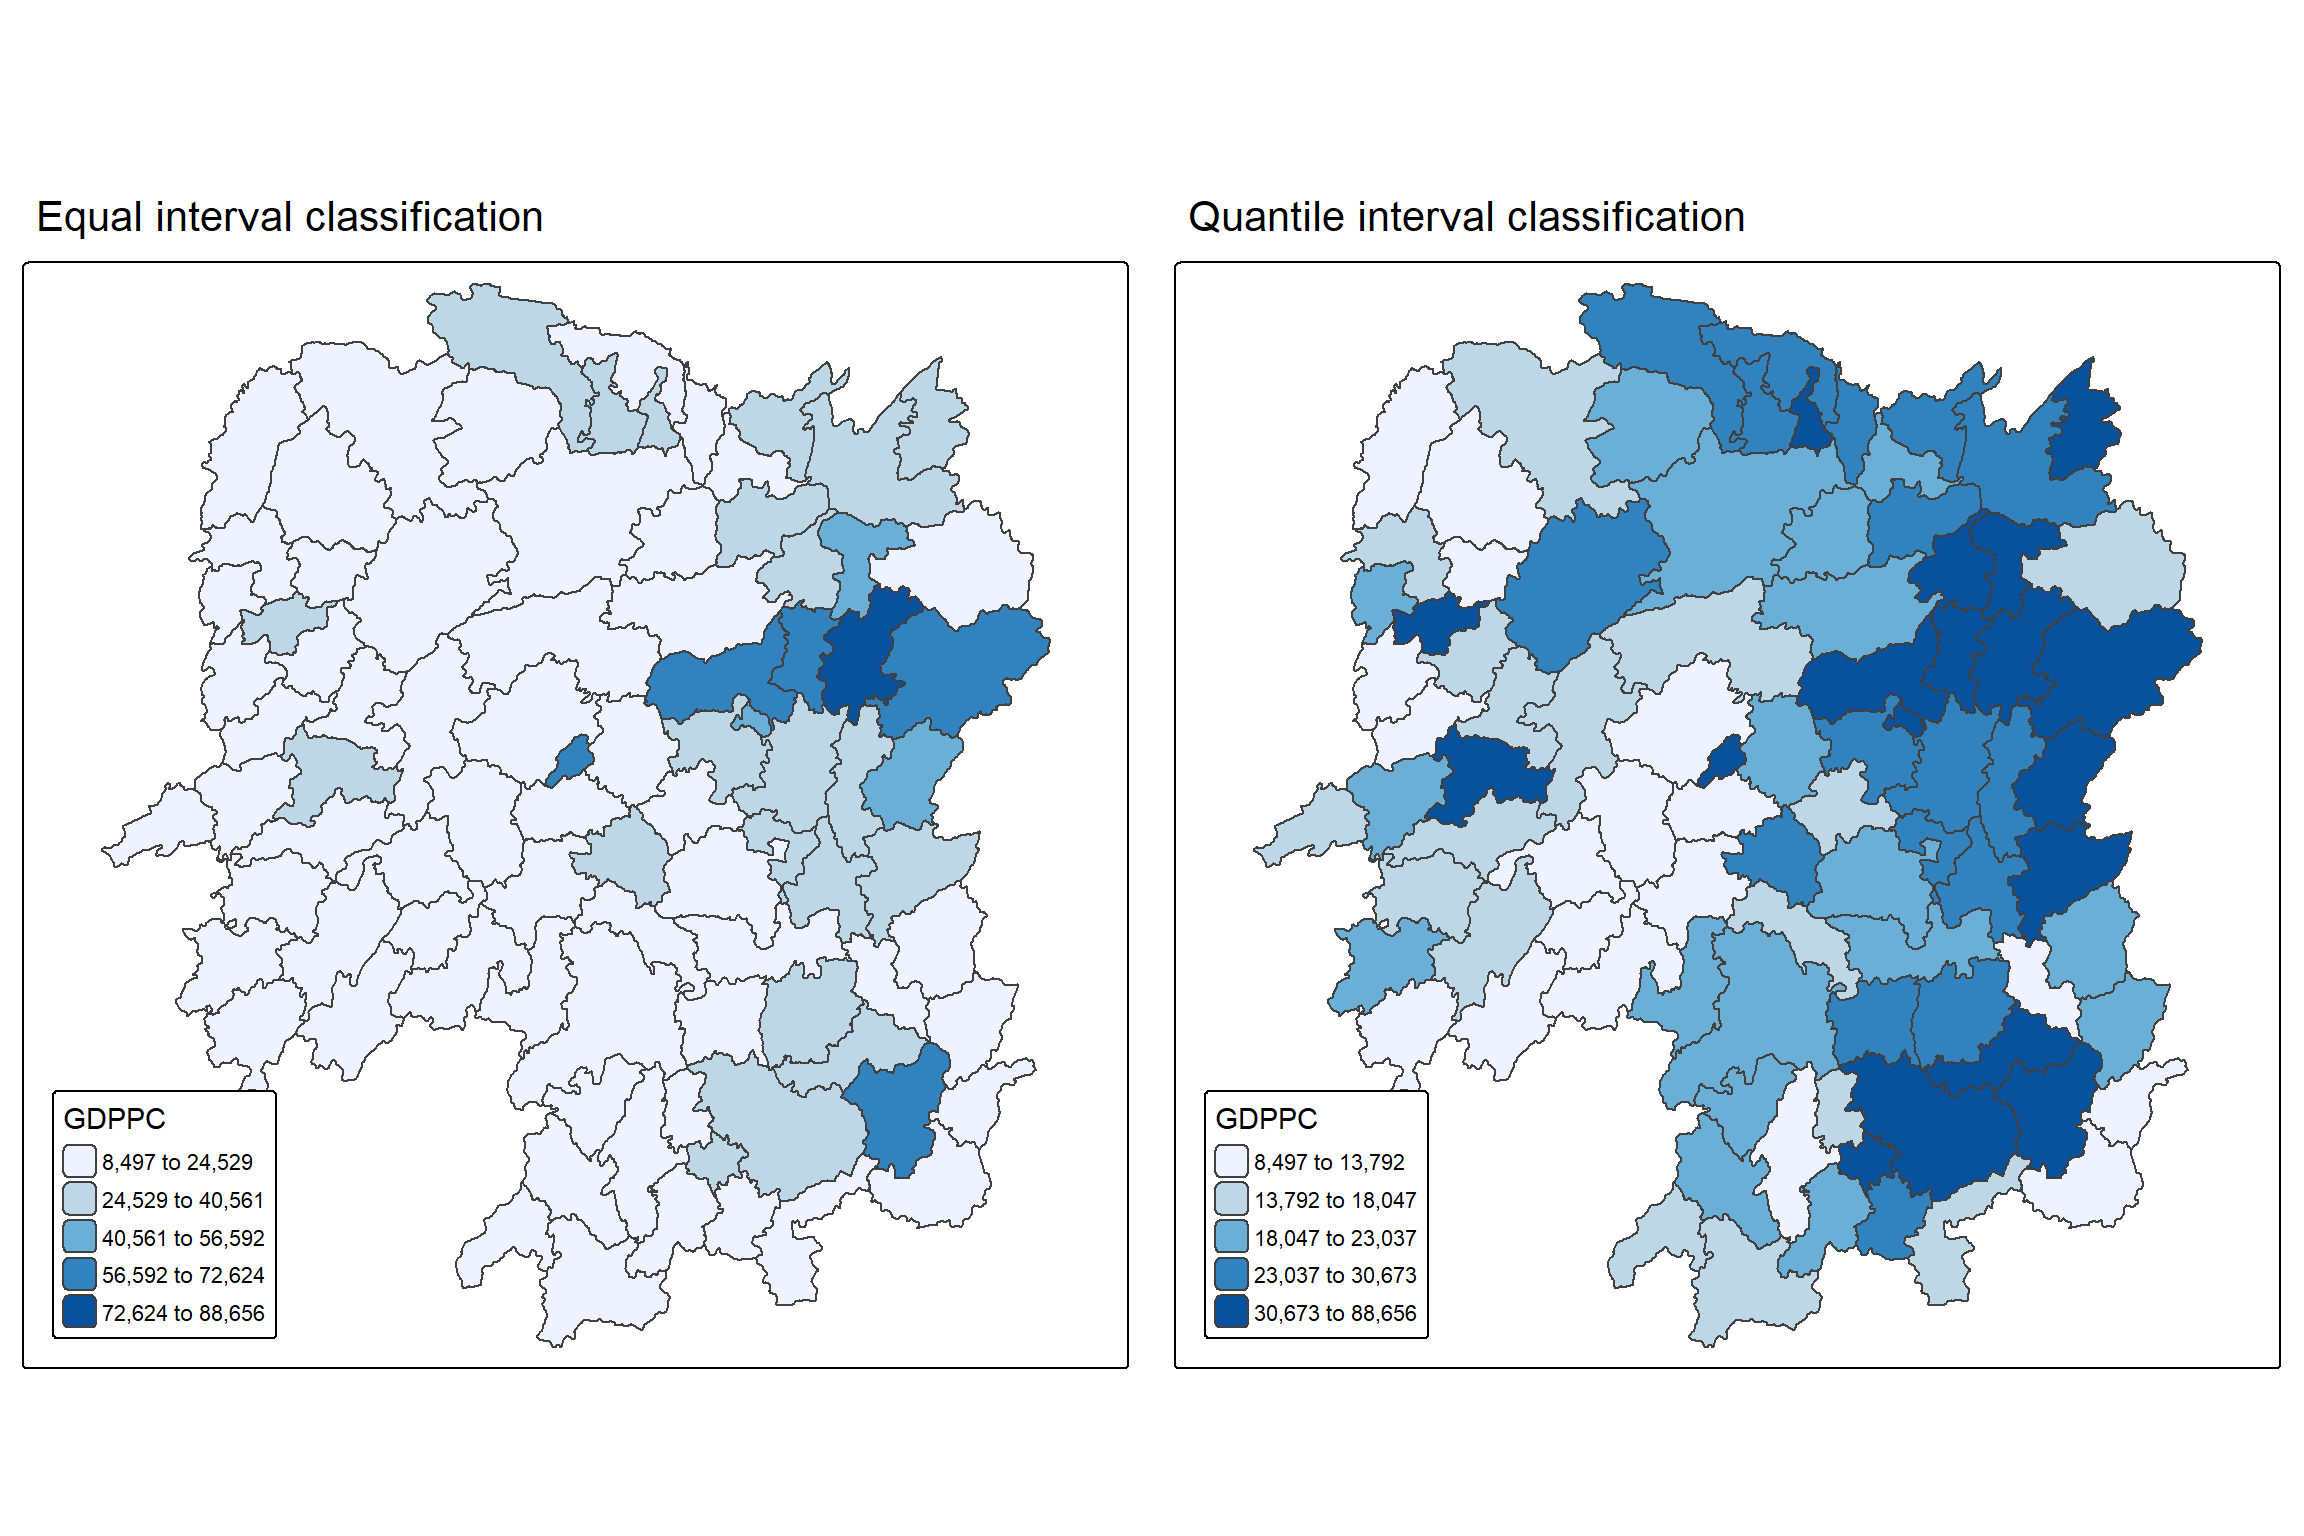 Equal interval classification
GDPPC
8,497 to 24,529
24,529 to 40,561
40,561 to 56,592
56,592 to 72,624
72,624 to 88,656
Quantile interval classification
GDPPC
8,497 to 13,792
13,792 to 18,047
18,047 to 23,037
23,037 to 30,673
30,673 to 88,656